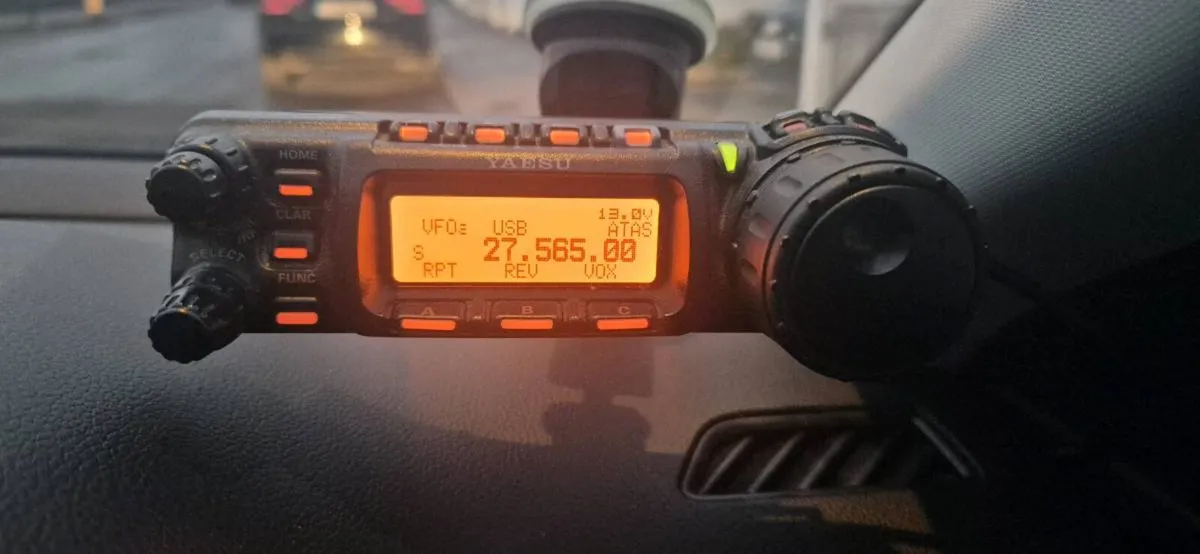 HOME
CLAR
SELECT
FUNC
YAESU
13.0V
VFO USB ATAS
S 27.565.00
RPT REV VOX
A B C